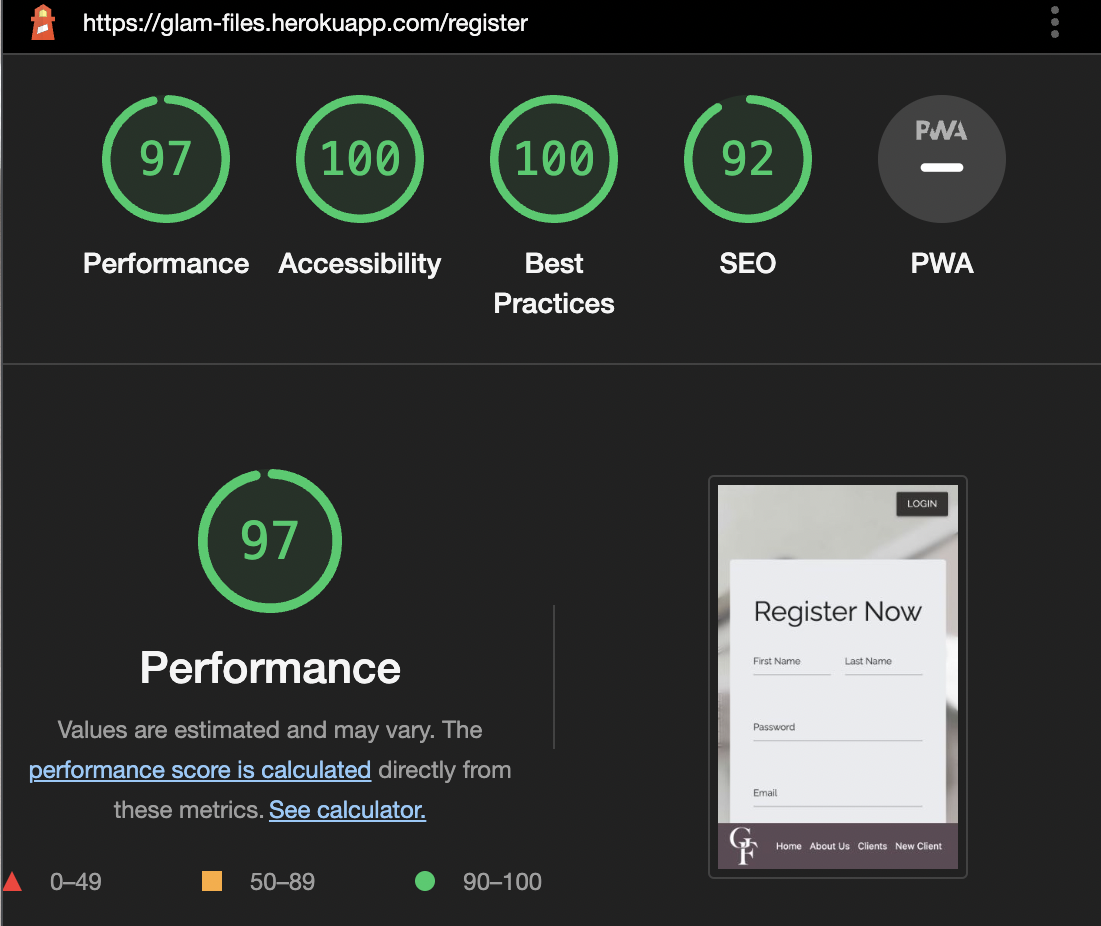 https://glam-files.herokuapp.com/register
97
100
100
92
PWA
Performance
Accessibility
Best
Practices
SEO
PWA
97
Performance
Values are estimated and may vary. The
performance score is calculated directly from
these metrics. See calculator.
0–49
50–89
90–100
LOGIN
Register Now
First Name
Last Name
Password
Email
GF
Home
About Us
Clients
New Client